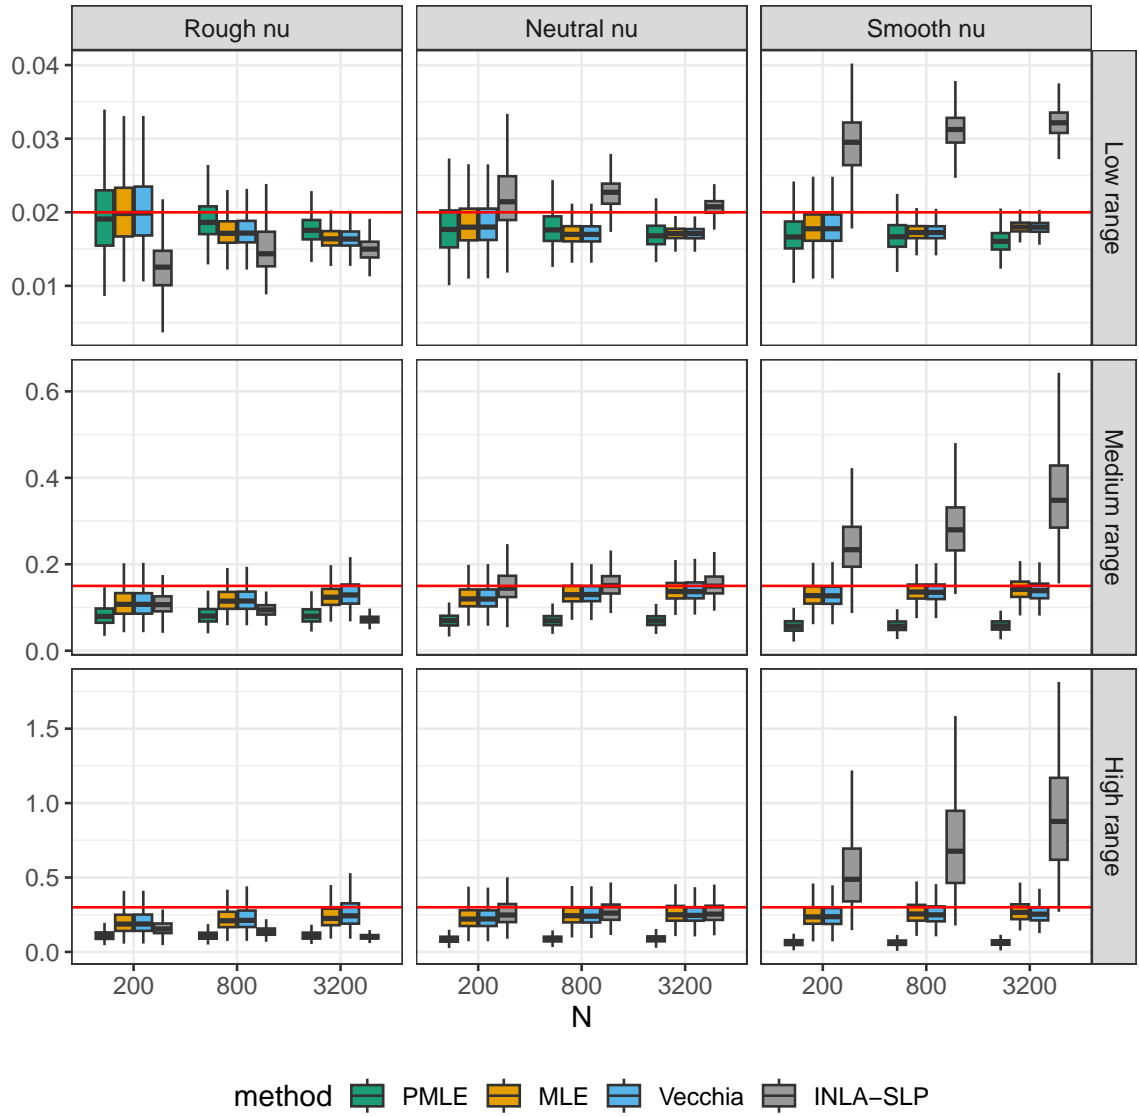 Rough nu Neutral nu Smooth nu
0.04
0.03
0.02
0.01
Low range
0.6
0.4
0.2
0.0
Medium range
1.5
1.0
0.5
0.0
High range
200 800 3200 200 800 3200 200 800 3200
N
method PMLE MLE Vecchia INLA−SLP